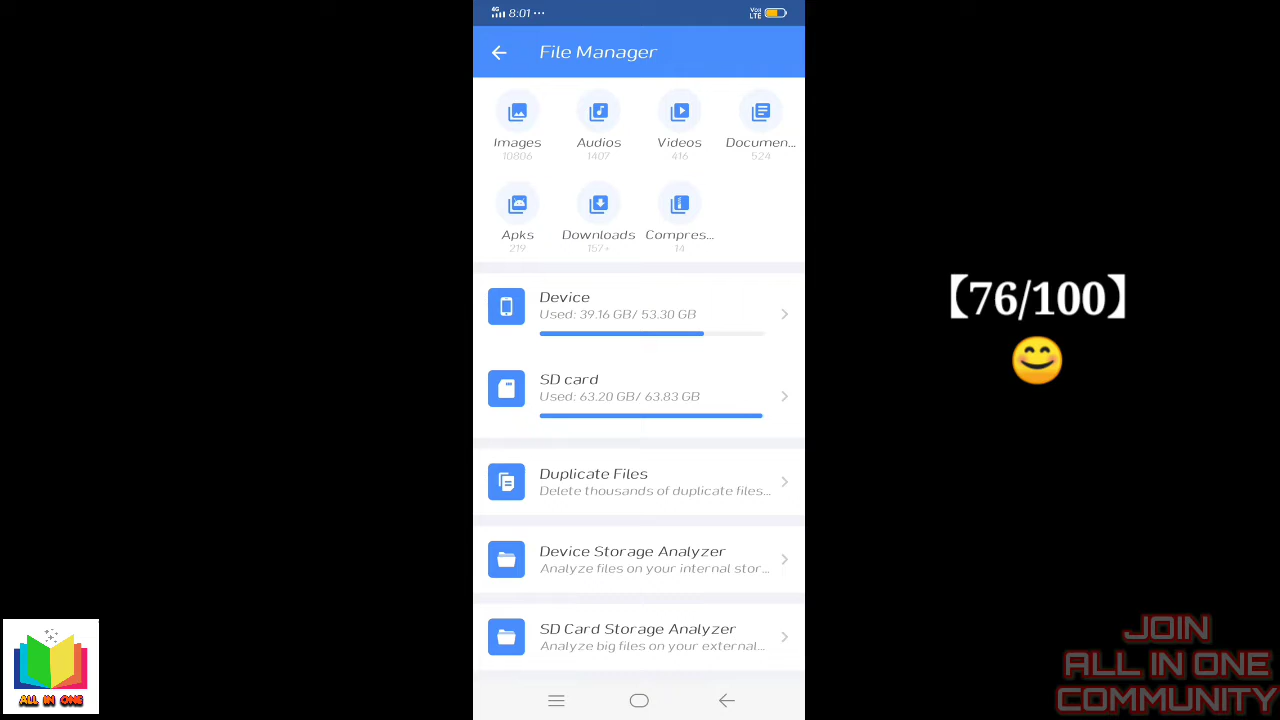 4G 8:01 ...
Vo)) LTE
File Manager
Images
10806
Audios
1407
Videos
416
Documen...
524
Apks
219
Downloads
157+
Compres...
14
Device
Used: 39.16 GB/ 53.30 GB
SD card
Used: 63.20 GB/ 63.83 GB
Duplicate Files
Delete thousands of duplicate files...
Device Storage Analyzer
Analyze files on your internal stor...
SD Card Storage Analyzer
Analyze big files on your external...
【76/100】
😊
ALL IN ONE
JOIN
ALL IN ONE
COMMUNITY